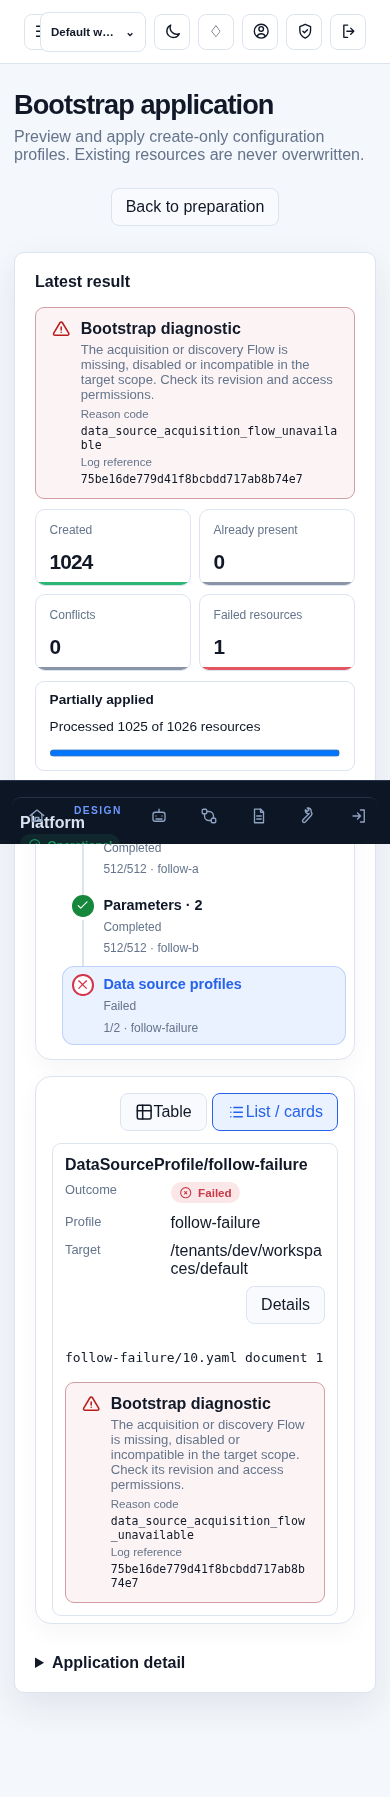 Default w...
Bootstrap application
Preview and apply create-only configuration
profiles. Existing resources are never overwritten.
Back to preparation
Latest result
Bootstrap diagnostic
The acquisition or discovery Flow is
missing, disabled or incompatible in the
target scope. Check its revision and access
permissions.
Reason code
data_source_acquisition_flow_unavaila
ble
Log reference
75be16de779d41f8bcbdd717ab8b74e7
Created
Already present
1024
0
Conflicts
Failed resources
0
1
Partially applied
Processed 1025 of 1026 resources
DESIGN
Platform
Operational
Completed
512/512 · follow-a
Parameters · 2
Completed
512/512 · follow-b
Data source profiles
Failed
1/2 · follow-failure
Table
List / cards
DataSourceProfile/follow-failure
Outcome
Failed
Profile
follow-failure
Target
/tenants/dev/workspa
ces/default
Details
follow-failure/10.yaml document 1
Bootstrap diagnostic
The acquisition or discovery Flow
is missing, disabled or
incompatible in the target scope.
Check its revision and access
permissions.
Reason code
data_source_acquisition_flow
_unavailable
Log reference
75be16de779d41f8bcbdd717ab8b
74e7
Application detail